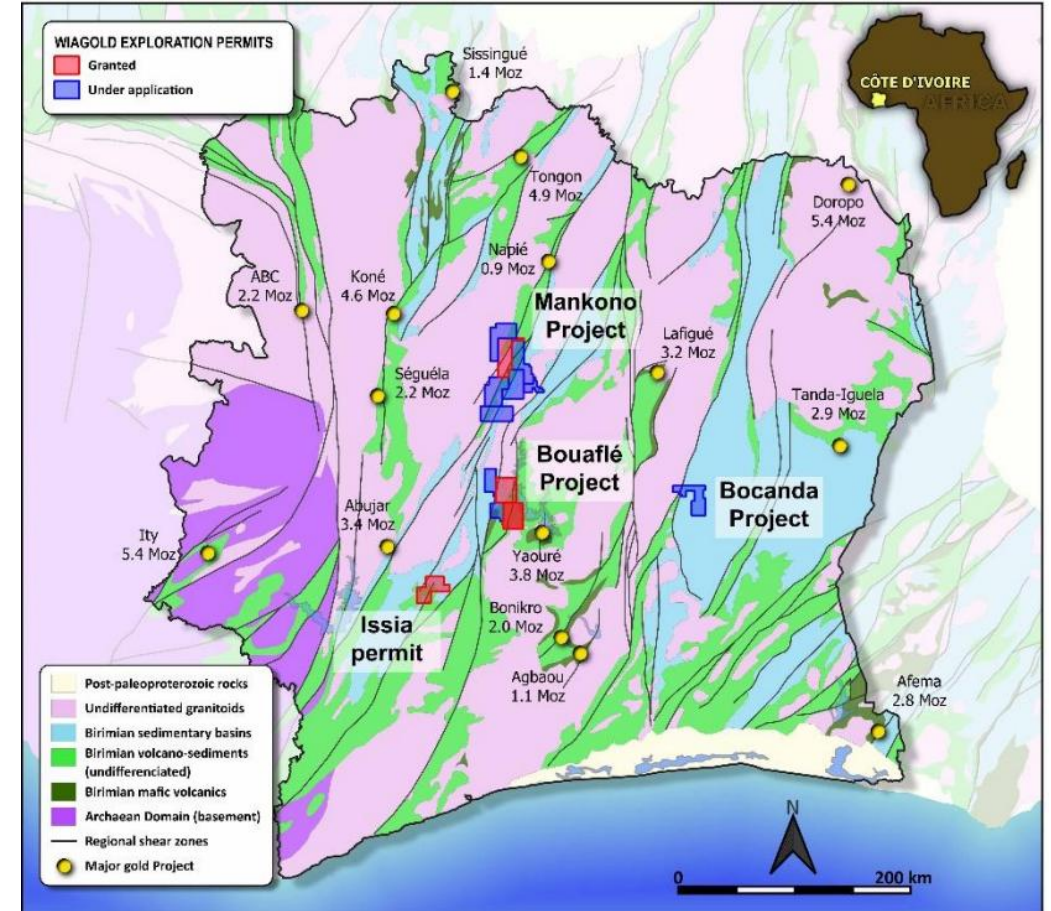 WIAGOLD EXPLORATION PERMITS
Granted
Under application
CÔTE D'IVOIRE
AFRICA
Sissingué
1.4 Moz
Tongon
4.9 Moz
Doropo
5.4 Moz
Napié
0.9 Moz
ABC
2.2 Moz
Koné
4.6 Moz
Mankono
Project
Lafigué
3.2 Moz
Séguéla
2.2 Moz
Tanda-Iguela
2.9 Moz
Bouaflé
Project
Bocanda
Project
Abujar
3.4 Moz
Ity
5.4 Moz
Yaouré
3.8 Moz
Issia
permit
Bonikro
2.0 Moz
Agbaou
1.1 Moz
Afema
2.8 Moz
Post-paleoproterozoic rocks
Undifferentiated granitoids
Birimian sedimentary basins
Birimian volcano-sediments
(undifferenciated)
Birimian mafic volcanics
Archaean Domain (basement)
Regional shear zones
Major gold Project
N
0
200 km